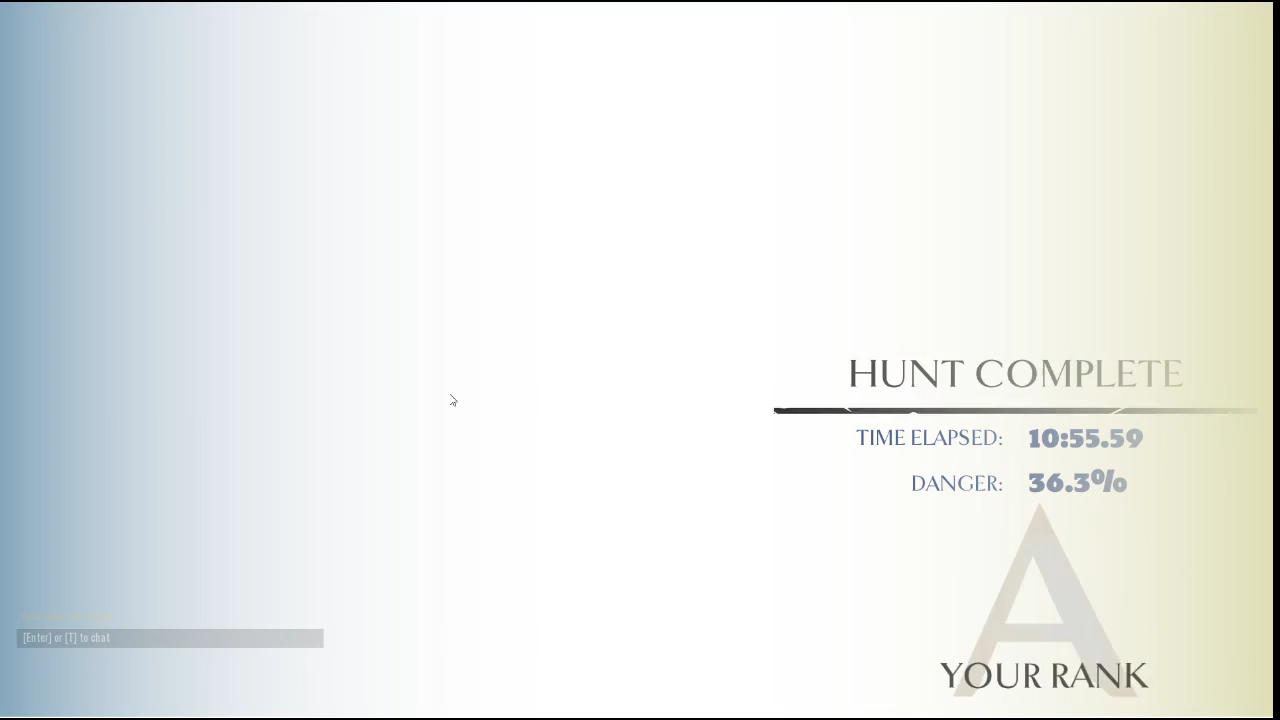 HUNT COMPLETE
TIME ELAPSED: 10:55.59
DANGER: 36.3%
A
YOUR RANK
[Enter] or [T] to chat